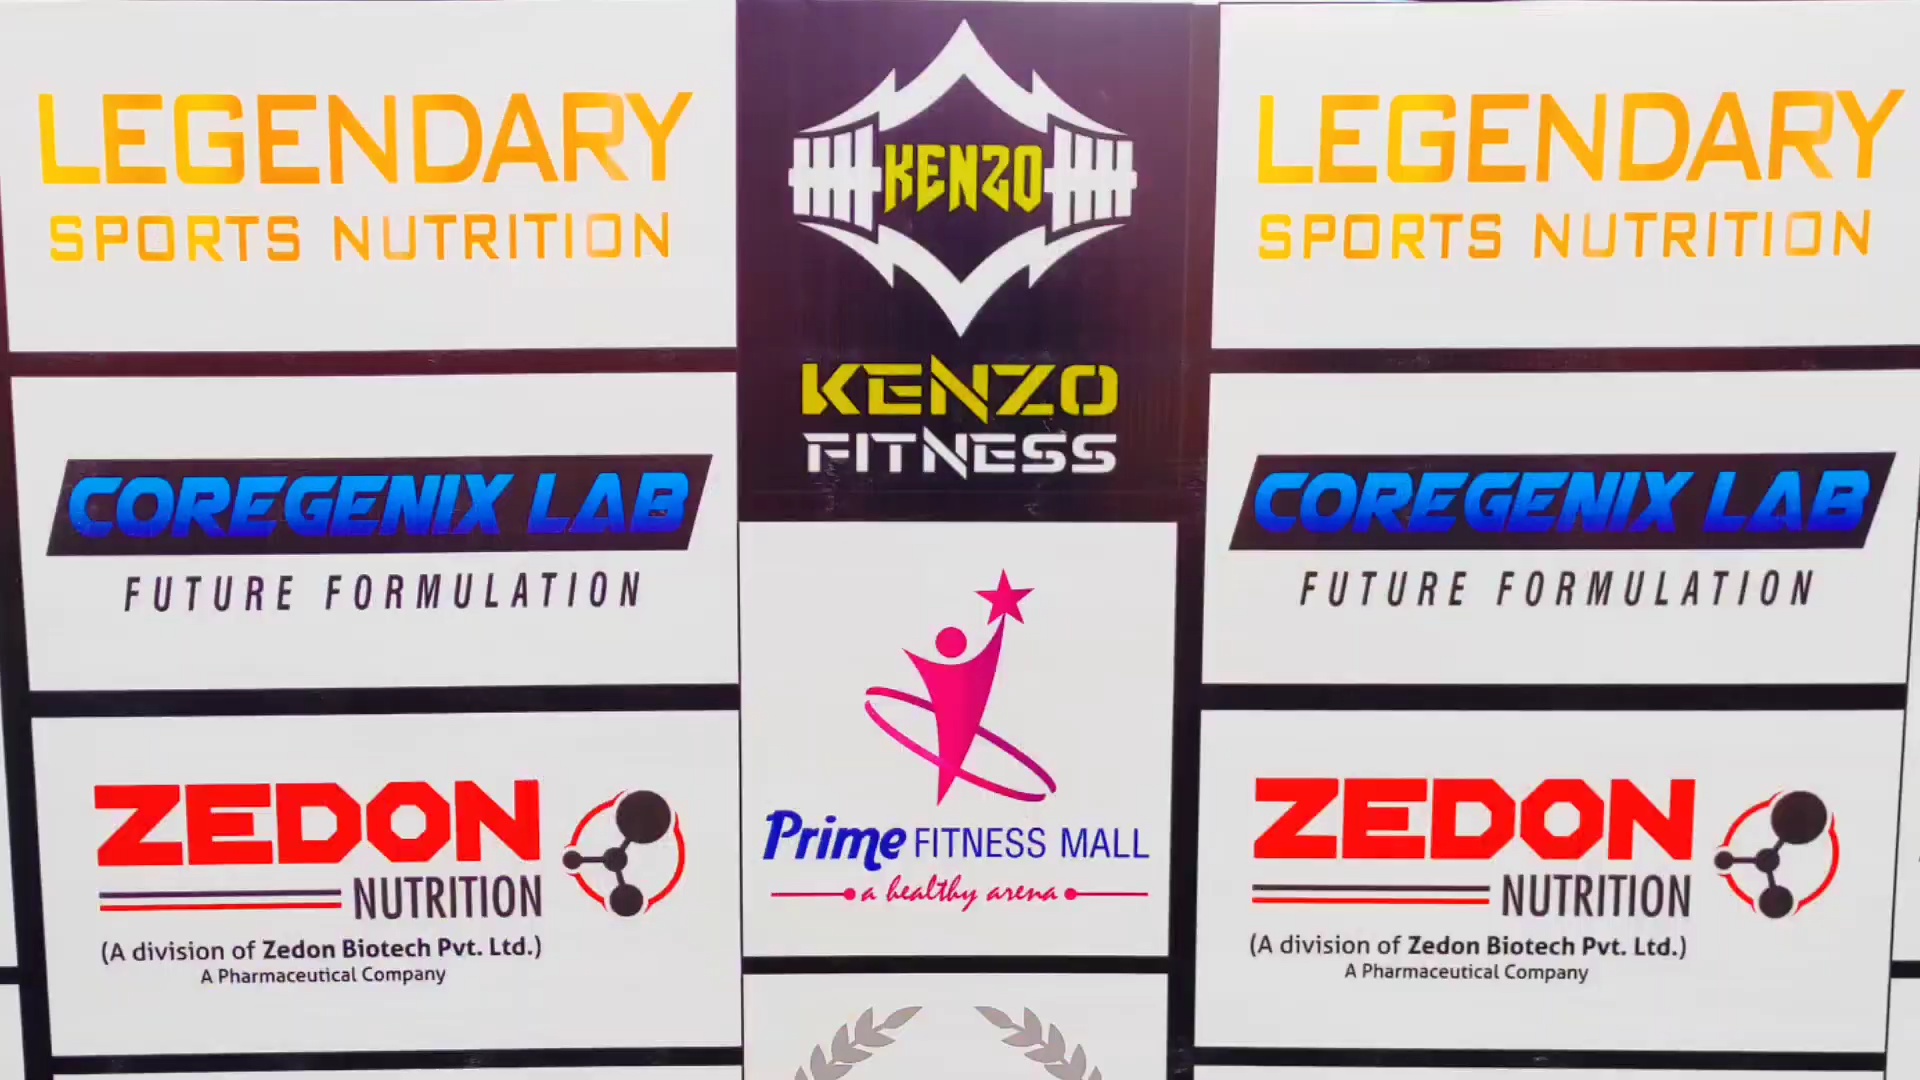 LEGENDARY
SPORTS NUTRITION
COREGENIX LAB
FUTURE FORMULATION
ZEDON
NUTRITION
(A division of Zedon Biotech Pvt. Ltd.)
A Pharmaceutical Company
KENZO
KENZO
FITNESS
Prime FITNESS MALL
a healthy arena
LEGENDARY
SPORTS NUTRITION
COREGENIX LAB
FUTURE FORMULATION
ZEDON
NUTRITION
(A division of Zedon Biotech Pvt. Ltd.)
A Pharmaceutical Company